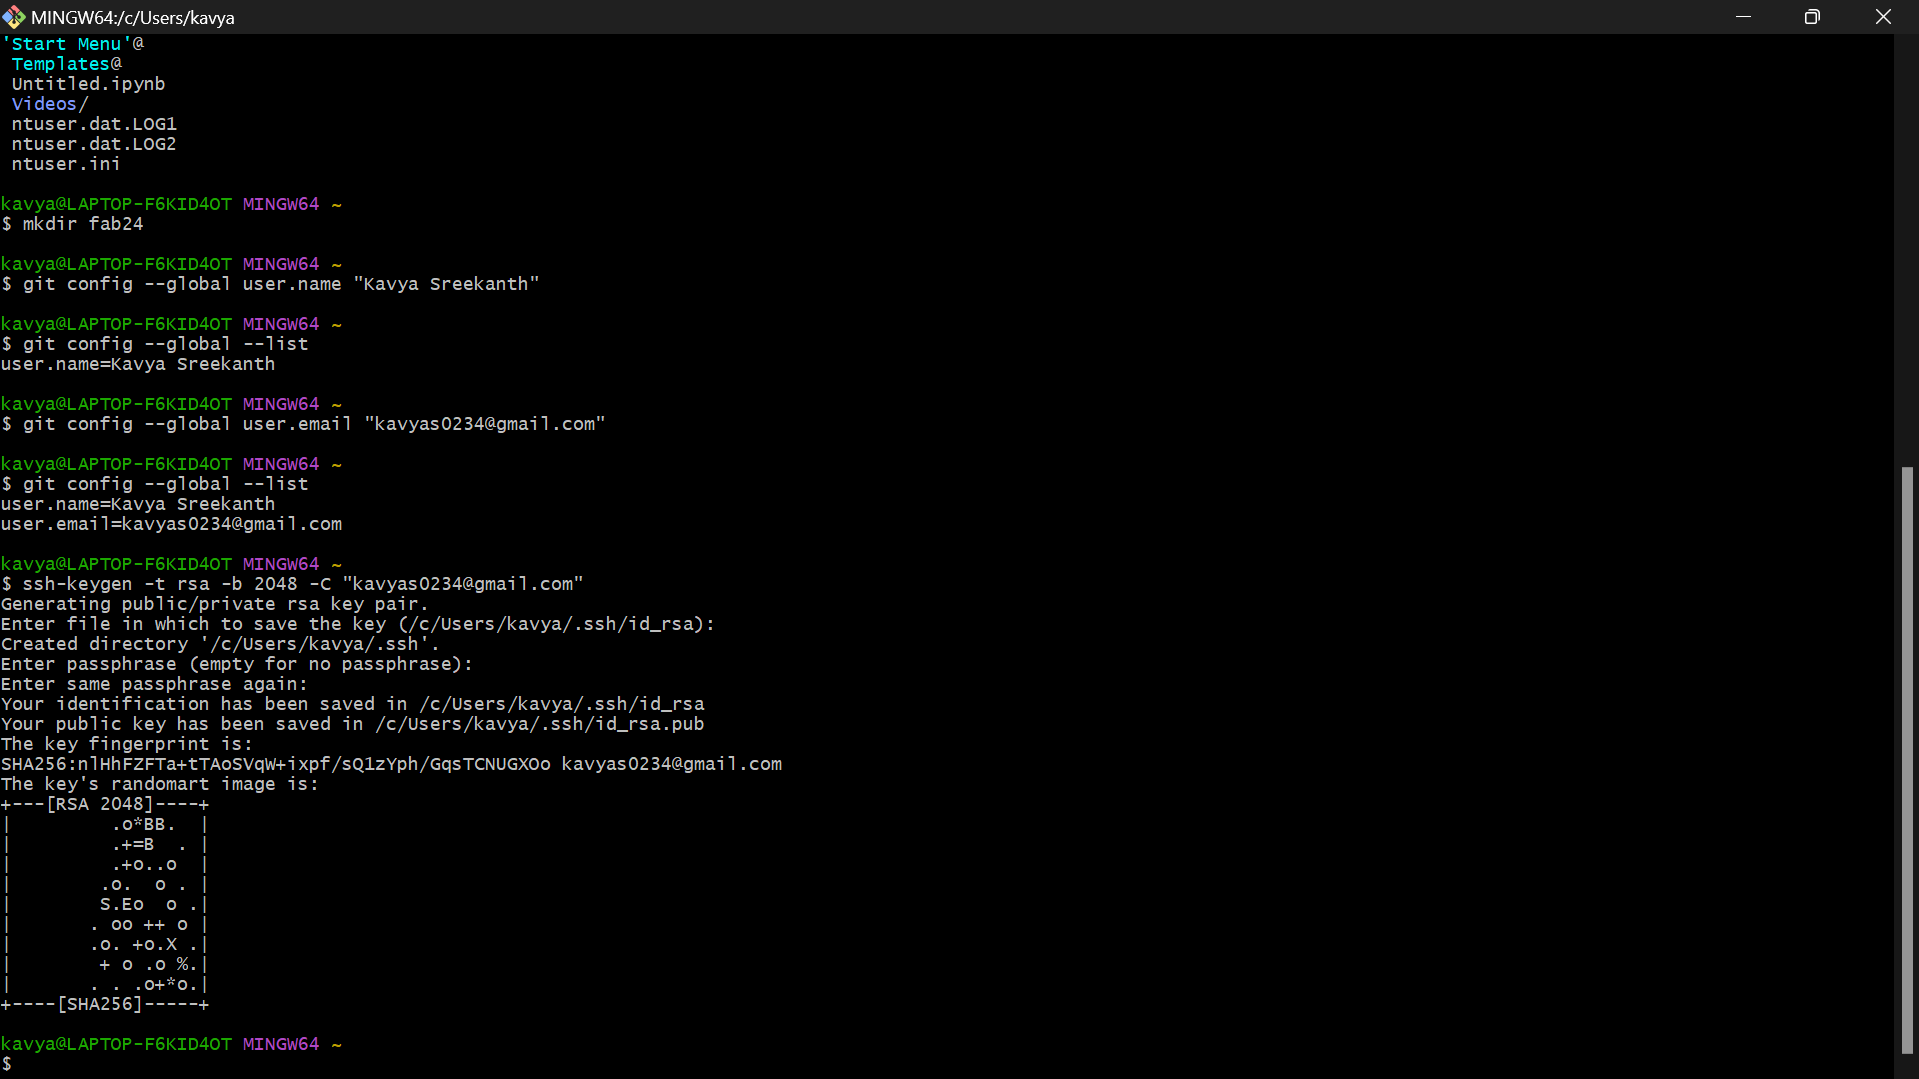 MINGW64:/c/Users/kavya
'Start Menu'@
Templates@
Untitled.ipynb
Videos/
ntuser.dat.LOG1
ntuser.dat.LOG2
ntuser.ini
kavya@LAPTOP-F6KID4OT MINGW64 ~
$ mkdir fab24
kavya@LAPTOP-F6KID4OT MINGW64 ~
$ git config --global user.name "Kavya Sreekanth"
kavya@LAPTOP-F6KID4OT MINGW64 ~
$ git config --global --list
user.name=Kavya Sreekanth
kavya@LAPTOP-F6KID4OT MINGW64 ~
$ git config --global user.email "kavyas0234@gmail.com"
kavya@LAPTOP-F6KID4OT MINGW64 ~
$ git config --global --list
user.name=Kavya Sreekanth
user.email=kavyas0234@gmail.com
kavya@LAPTOP-F6KID4OT MINGW64 ~
$ ssh-keygen -t rsa -b 2048 -C "kavyas0234@gmail.com"
Generating public/private rsa key pair.
Enter file in which to save the key (/c/Users/kavya/.ssh/id_rsa):
Created directory '/c/Users/kavya/.ssh'.
Enter passphrase (empty for no passphrase):
Enter same passphrase again:
Your identification has been saved in /c/Users/kavya/.ssh/id_rsa
Your public key has been saved in /c/Users/kavya/.ssh/id_rsa.pub
The key fingerprint is:
SHA256:nlHhFZFTa+tTAoSVqW+ixpf/sQ1zYph/GqsTCNUGXOo kavyas0234@gmail.com
The key's randomart image is:
+---[RSA 2048]----+
|          .o*BB.  |
|          .+=B  . |
|          .+o..o  |
|         .o.  o . |
|         S.Eo  o .|
|        . oo ++ o |
|        .o. +o.X .|
|         + o .o %.|
|        . . .o+*o.|
+----[SHA256]-----+
kavya@LAPTOP-F6KID4OT MINGW64 ~
$